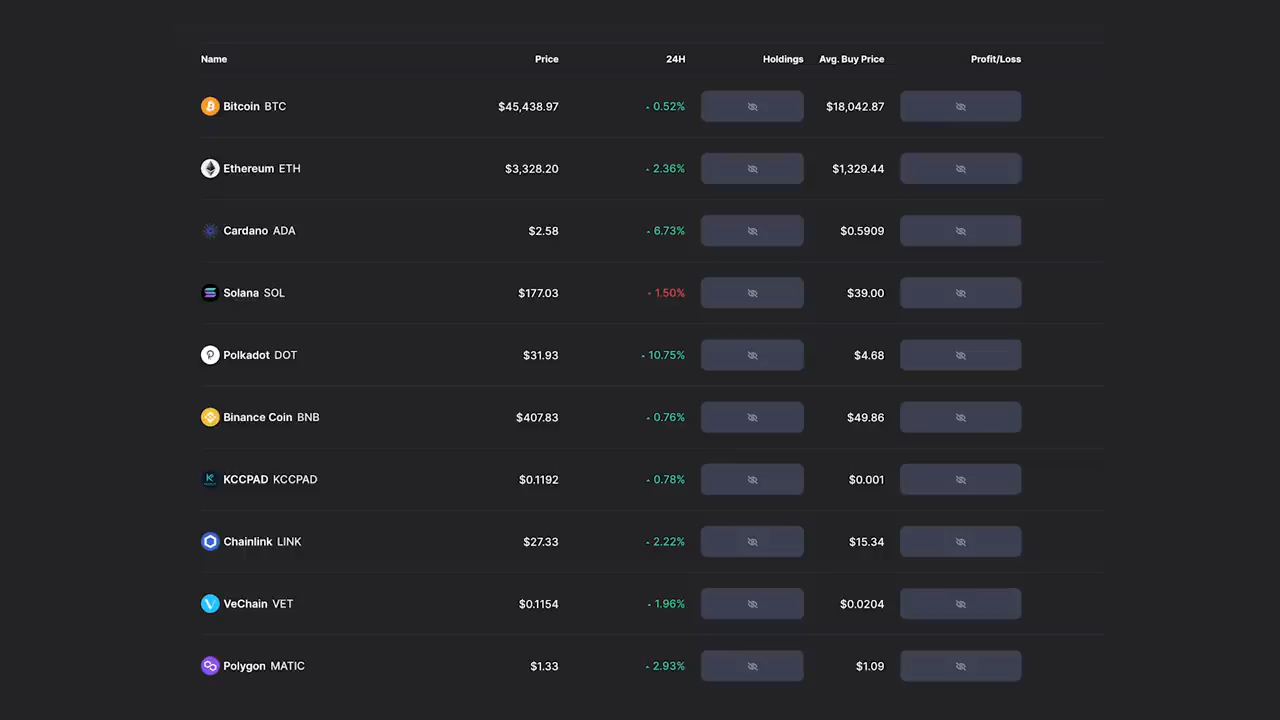 Name Price 24H Holdings Avg. Buy Price Profit/Loss
Bitcoin BTC $45,438.97 0.52% $18,042.87
Ethereum ETH $3,328.20 2.36% $1,329.44
Cardano ADA $2.58 6.73% $0.5909
Solana SOL $177.03 1.50% $39.00
Polkadot DOT $31.93 10.75% $4.68
Binance Coin BNB $407.83 0.76% $49.86
KCCPAD KCCPAD $0.1192 0.78% $0.001
Chainlink LINK $27.33 2.22% $15.34
VeChain VET $0.1154 1.96% $0.0204
Polygon MATIC $1.33 2.93% $1.09